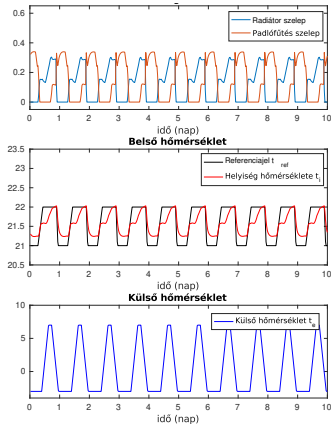 0.6
0.4
0.2
0
Radiátor szelep
Padlófűtés szelep
0 1 2 3 4 5 6 7 8 9 10
idő (nap)
Belső hőmérséklet
23.5
23
22.5
22
21.5
21
20.5
Referenciajel t ref
Helyiség hőmérséklete t i
0 1 2 3 4 5 6 7 8 9 10
idő (nap)
Külső hőmérséklet
10
5
0
Külső hőmérséklet t e
0 1 2 3 4 5 6 7 8 9 10
idő (nap)